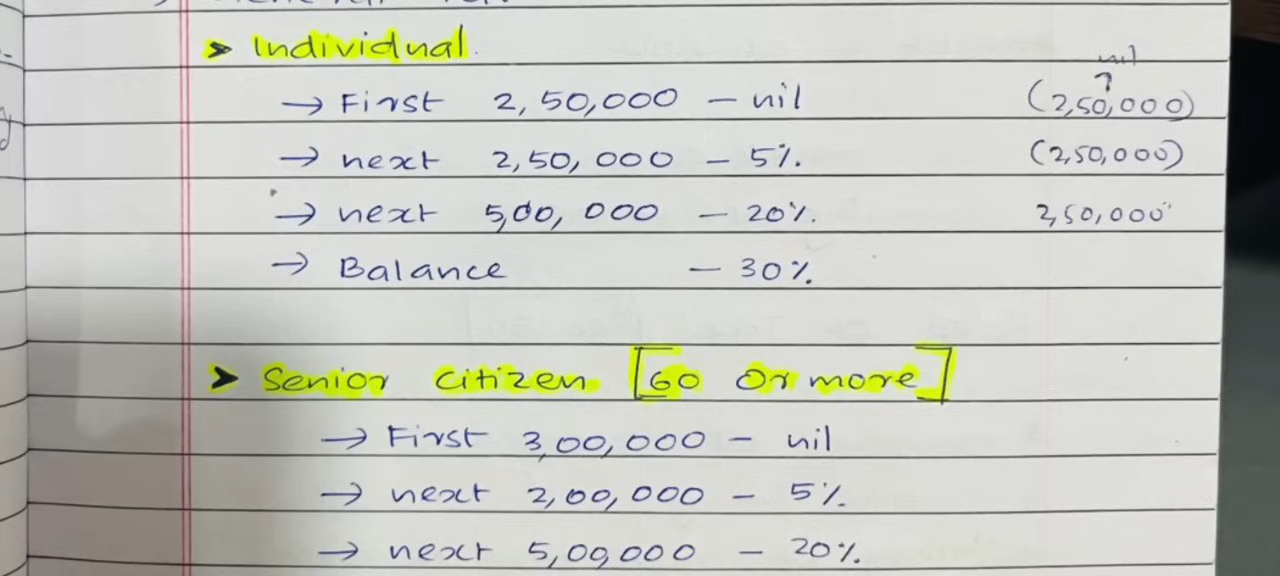 ➤ Individual.
→ First 2,50,000 – nil (2,50,000) nil
→ next 2,50,000 – 5%. (2,50,000)
→ next 5,00,000 – 20%. 2,50,000
→ Balance – 30%
➤ Senior citizen [60 or more]
→ First 3,00,000 – nil
→ next 2,00,000 – 5%
→ next 5,00,000 – 20%